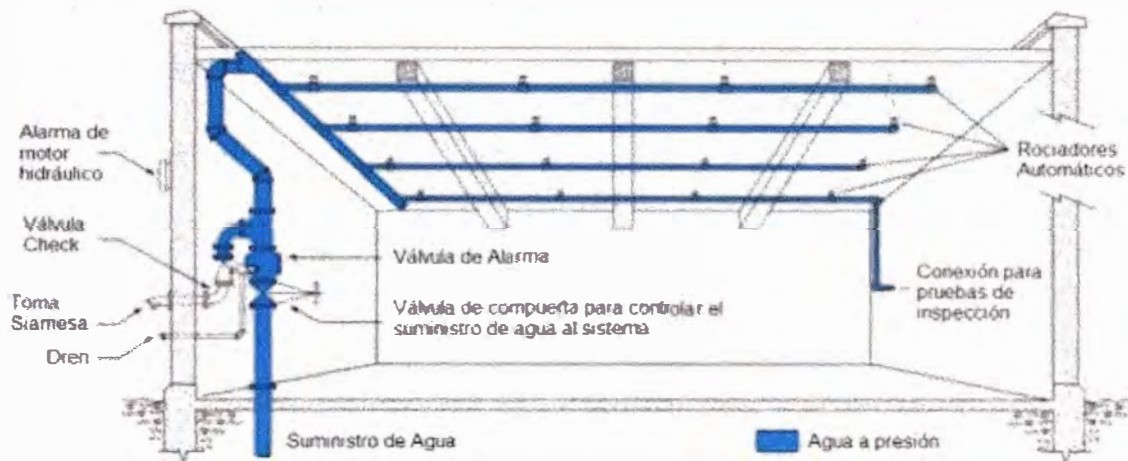 Alarma de
motor
hidráulico
Válvula
Check
Toma
Siamesa
Dren
Válvula de Alarma
Válvula de compuerta para controlar el
suministro de agua al sistema
Suministro de Agua
Agua a presión
Rociadores
Automáticos
Conexión para
pruebas de
inspección